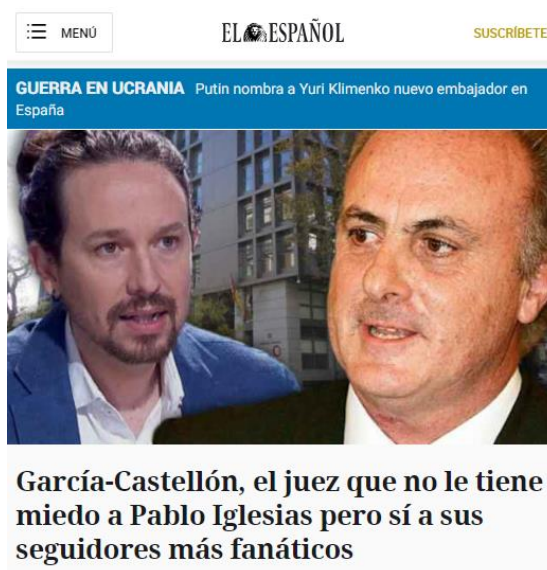 MENÚ
EL ESPAÑOL
SUSCRÍBETE
GUERRA EN UCRANIA Putin nombra a Yuri Klimenko nuevo embajador en
España
García-Castellón, el juez que no le tiene
miedo a Pablo Iglesias pero sí a sus
seguidores más fanáticos